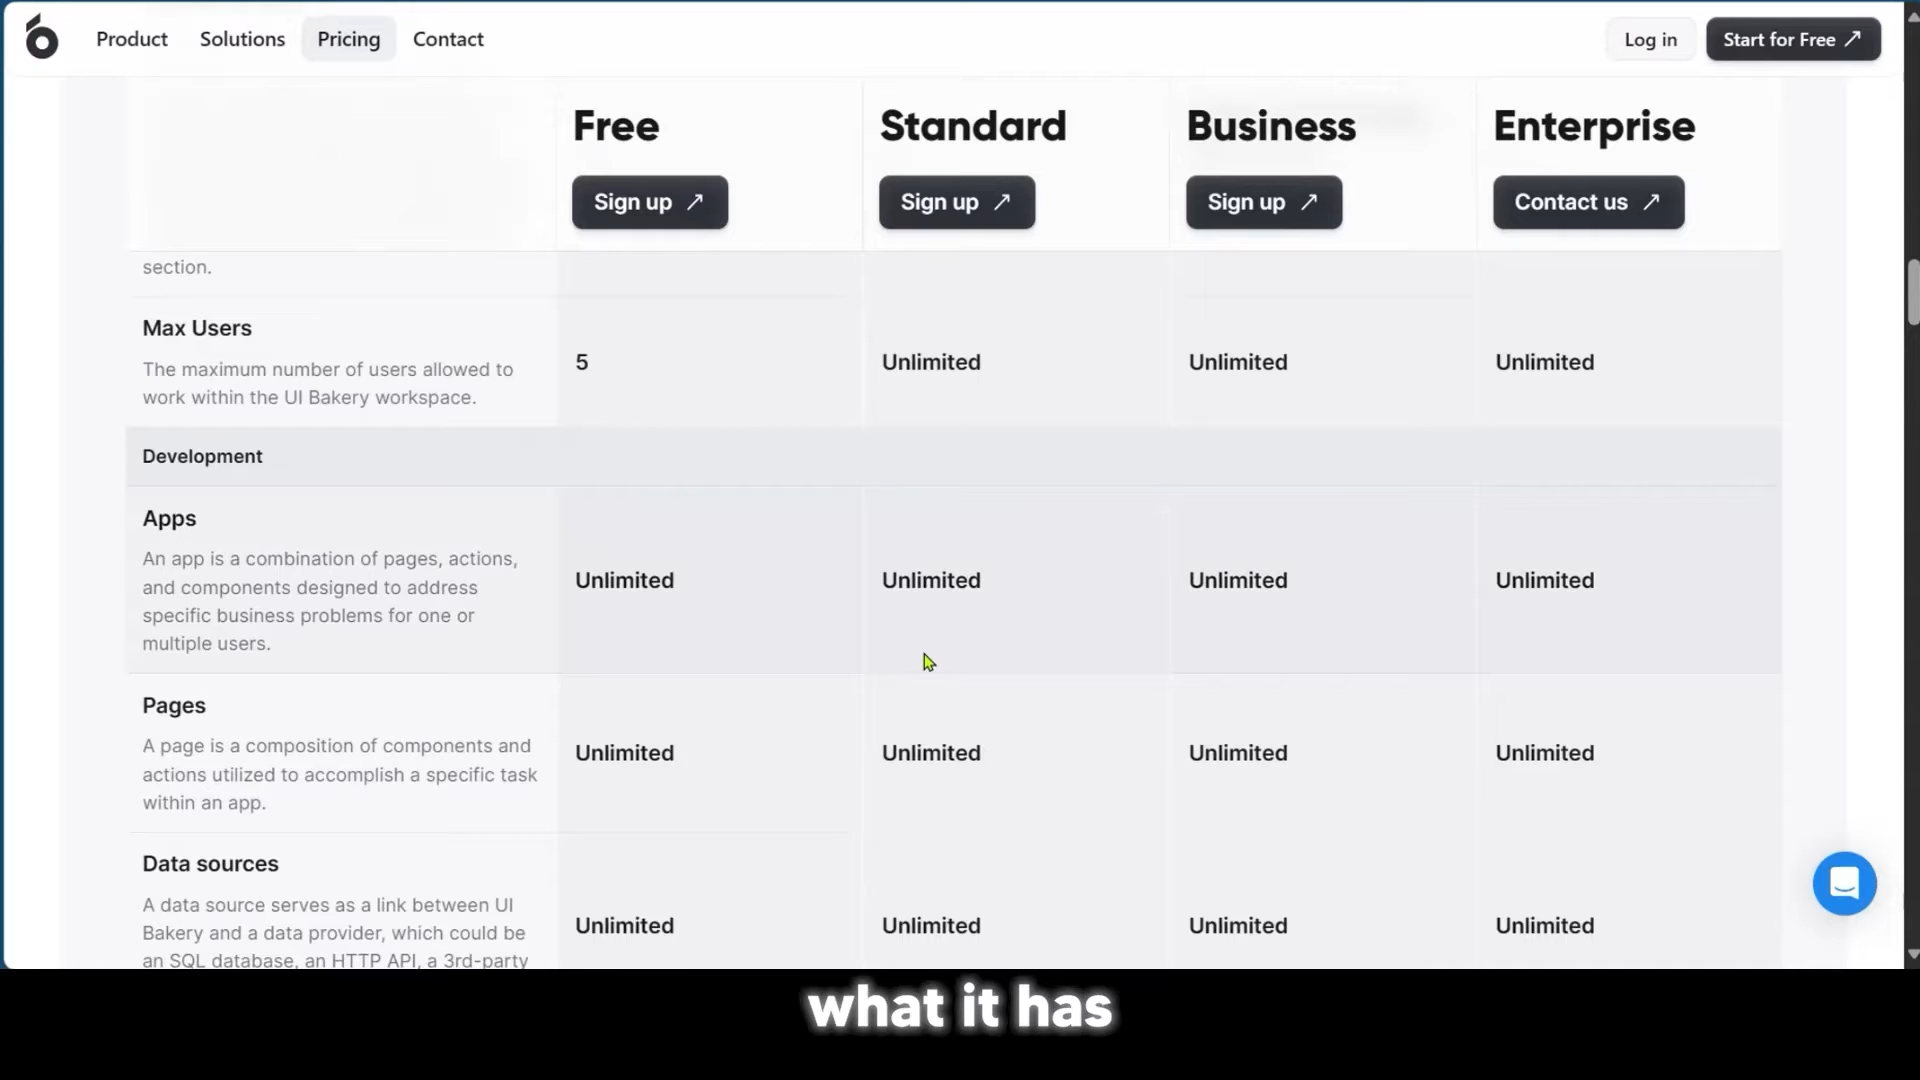 Product Solutions Pricing Contact Log in Start for Free
Free Standard Business Enterprise
Sign up Sign up Sign up Contact us
section.
Max Users
The maximum number of users allowed to
work within the UI Bakery workspace.
5 Unlimited Unlimited Unlimited
Development
Apps
An app is a combination of pages, actions,
and components designed to address
specific business problems for one or
multiple users.
Unlimited Unlimited Unlimited Unlimited
Pages
A page is a composition of components and
actions utilized to accomplish a specific task
within an app.
Unlimited Unlimited Unlimited Unlimited
Data sources
A data source serves as a link between UI
Bakery and a data provider, which could be
an SQL database, an HTTP API, a 3rd-party
Unlimited Unlimited Unlimited Unlimited
what it has